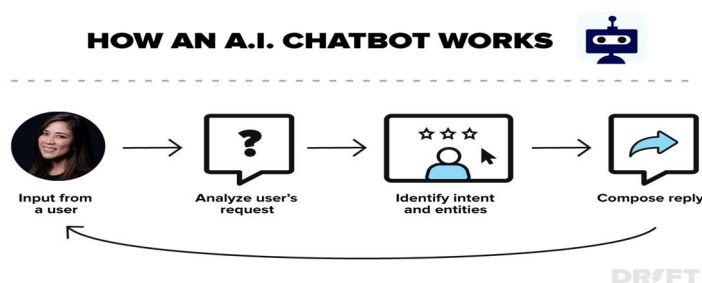 HOW AN A.I. CHATBOT WORKS
?
Input from
a user
Analyze user's
request
Identify intent
and entities
Compose reply
DRIFT